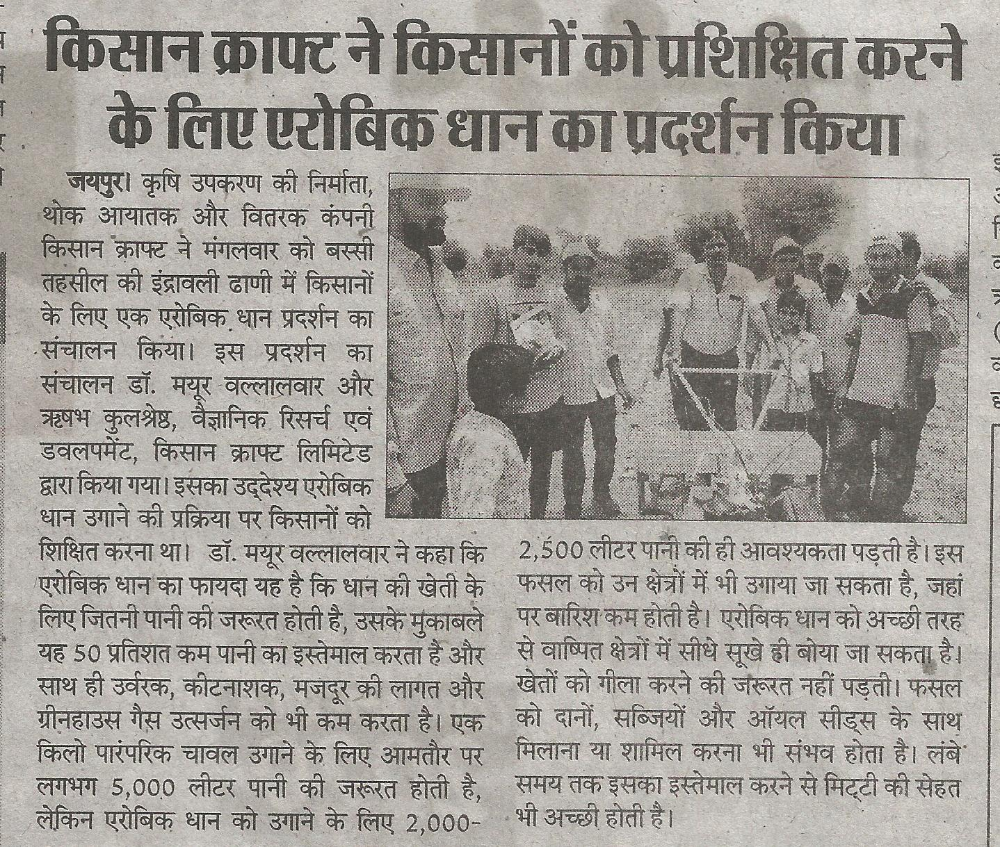 किसान क्राफ्ट ने किसानों को प्रशिक्षित करने
के लिए एरोबिक धान का प्रदर्शन किया
जयपुर। कृषि उपकरण की निर्माता,
थोक आयातक और वितरक कंपनी
किसान क्राफ्ट ने मंगलवार को बस्सी
तहसील की इंद्रावली ढाणी में किसानों
के लिए एक एरोबिक धान प्रदर्शन का
संचालन किया। इस प्रदर्शन का
संचालन डॉ. मयूर वल्लालवार और
ऋषभ कुलश्रेष्ठ, वैज्ञानिक रिसर्च एवं
डवलपमेंट, किसान क्राफ्ट लिमिटेड
द्वारा किया गया। इसका उद्देश्य एरोबिक
धान उगाने की प्रक्रिया पर किसानों को
शिक्षित करना था। डॉ. मयूर वल्लालवार ने कहा कि
एरोबिक धान का फायदा यह है कि धान की खेती के
लिए जितनी पानी की जरूरत होती है, उसके मुकाबले
यह 50 प्रतिशत कम पानी का इस्तेमाल करता है और
साथ ही उर्वरक, कीटनाशक, मजदूर की लागत और
ग्रीनहाउस गैस उत्सर्जन को भी कम करता है। एक
किलो पारंपरिक चावल उगाने के लिए आमतौर पर
लगभग 5,000 लीटर पानी की जरूरत होती है,
लेकिन एरोबिक धान को उगाने के लिए 2,000-
2,500 लीटर पानी की ही आवश्यकता पड़ती है। इस
फसल को उन क्षेत्रों में भी उगाया जा सकता है, जहां
पर बारिश कम होती है। एरोबिक धान को अच्छी तरह
से वाष्पित क्षेत्रों में सीधे सूखे ही बोया जा सकता है।
खेतों को गीला करने की जरूरत नहीं पड़ती। फसल
को दानों, सब्जियों और ऑयल सीड्स के साथ
मिलाना या शामिल करना भी संभव होता है। लंबे
समय तक इसका इस्तेमाल करने से मिट्टी की सेहत
भी अच्छी होती है।